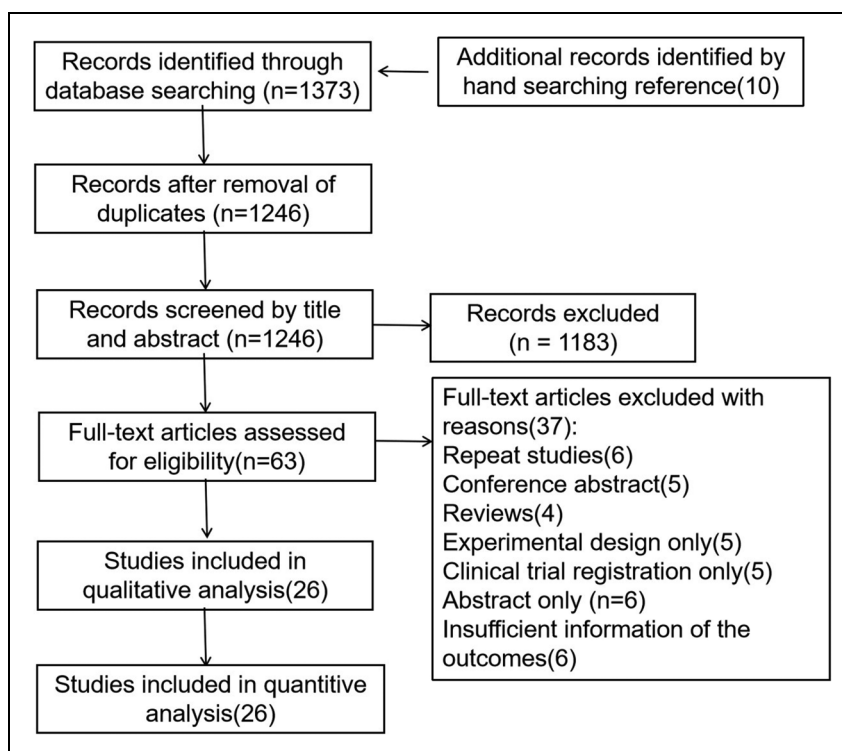 Records identified through
database searching (n=1373)
Additional records identified by
hand searching reference(10)
Records after removal of
duplicates (n=1246)
Records screened by title
and abstract (n=1246)
Records excluded
(n = 1183)
Full-text articles assessed
for eligibility(n=63)
Full-text articles excluded with
reasons(37):
Repeat studies(6)
Conference abstract(5)
Reviews(4)
Experimental design only(5)
Clinical trial registration only(5)
Abstract only (n=6)
Insufficient information of the
outcomes(6)
Studies included in
qualitative analysis(26)
Studies included in quantitive
analysis(26)